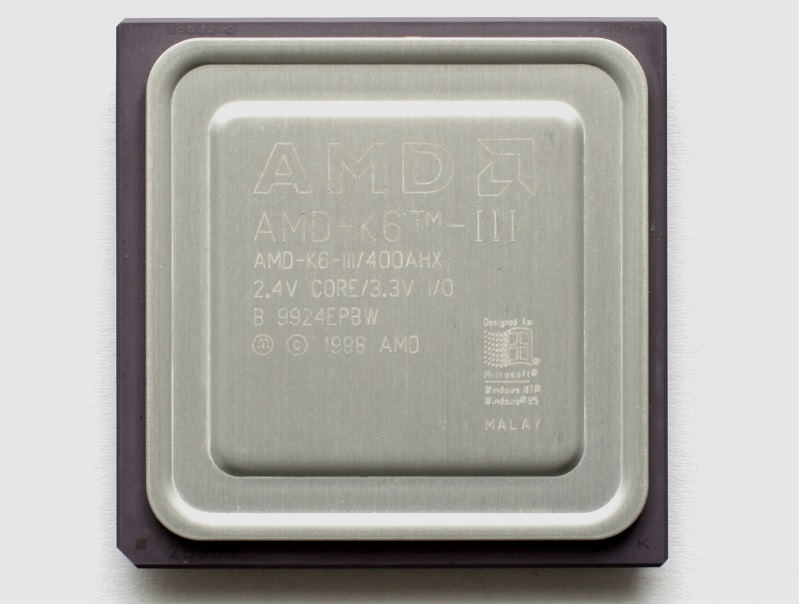 AMD
AMD-K6™-III
AMD-K6-III/400AHX
2.4V CORE/3.3V I/O
B 9924EPBW
ⓜ © 1998 AMD
Designed for
Microsoft®
Windows NT®
Windows® 95
MALAY